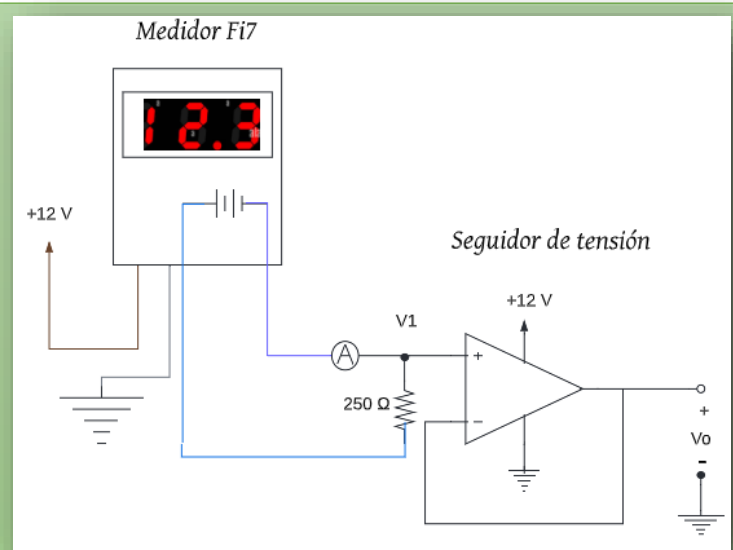 Medidor Fi7
12.3
+12 V
Seguidor de tensión
+12 V
V1
A
+
250 Ω
-
+
Vo
-